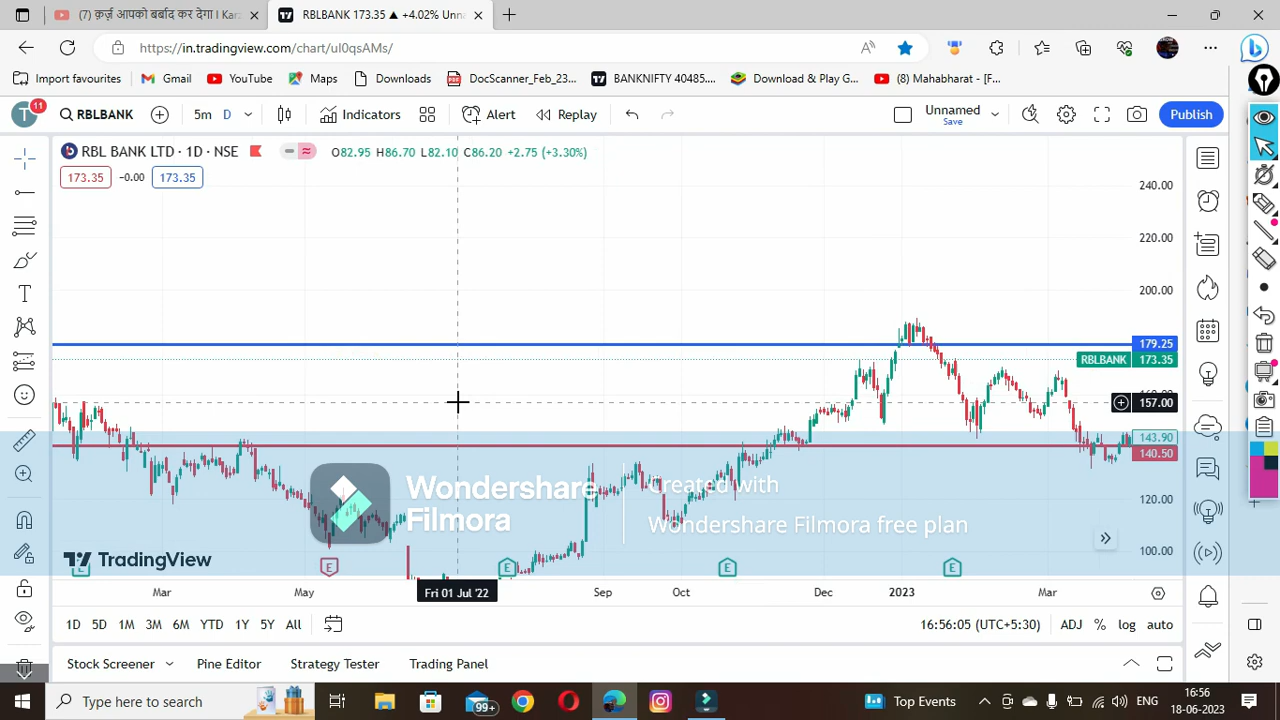 (7) क़र्ज़ आपको बर्बाद कर देगा I Karz
RBLBANK 173.35 ▲ +4.02% Unna
https://in.tradingview.com/chart/ul0qsAMs/
Import favourites
Gmail
YouTube
Maps
Downloads
DocScanner_Feb_23...
BANKNIFTY 40485....
Download & Play G...
(8) Mahabharat - [F...
T
11
RBLBANK
5m
D
Indicators
Alert
Replay
Unnamed
Save
Publish
RBL BANK LTD · 1D · NSE
O82.95 H86.70 L82.10 C86.20 +2.75 (+3.30%)
173.35
-0.00
173.35
240.00
220.00
200.00
179.25
RBLBANK 173.35
157.00
143.90
140.50
120.00
100.00
Wondershare
Filmora
Created with
Wondershare Filmora free plan
TradingView
E
E
E
E
Mar
May
Fri 01 Jul '22
Sep
Oct
Dec
2023
Mar
1D
5D
1M
3M
6M
YTD
1Y
5Y
All
16:56:05 (UTC+5:30)
ADJ
%
log
auto
Stock Screener
Pine Editor
Strategy Tester
Trading Panel
Type here to search
99+
Top Events
ENG
16:56
18-06-2023